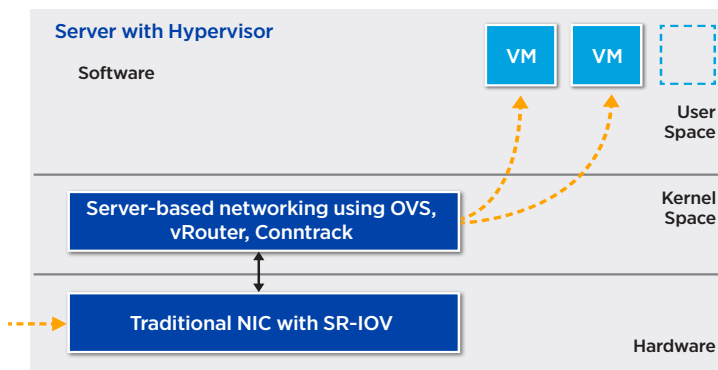 Server with Hypervisor
Software
VM
VM
User
Space
Server-based networking using OVS,
vRouter, Conntrack
Kernel
Space
Traditional NIC with SR-IOV
Hardware